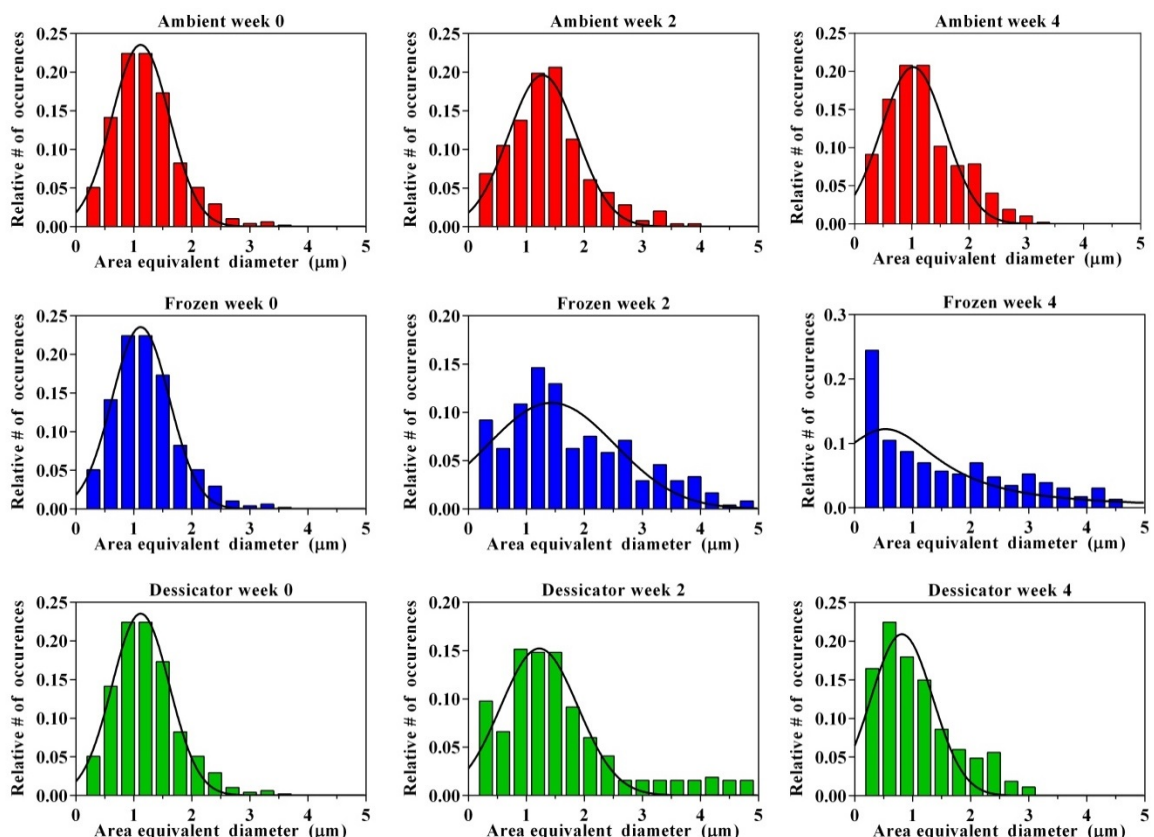 Ambient week 0
Relative # of occurences
0.25
0.20
0.15
0.10
0.05
0.00
0 1 2 3 4 5
Area equivalent diameter (μm)
Ambient week 2
Relative # of occurences
0.25
0.20
0.15
0.10
0.05
0.00
0 1 2 3 4 5
Area equivalent diameter (μm)
Ambient week 4
Relative # of occurences
0.25
0.20
0.15
0.10
0.05
0.00
0 1 2 3 4 5
Area equivalent diameter (μm)
Frozen week 0
Relative # of occurences
0.25
0.20
0.15
0.10
0.05
0.00
0 1 2 3 4 5
Area equivalent diameter (μm)
Frozen week 2
Relative # of occurences
0.20
0.15
0.10
0.05
0.00
0 1 2 3 4 5
Area equivalent diameter (μm)
Frozen week 4
Relative # of occurences
0.3
0.2
0.1
0.0
0 1 2 3 4 5
Area equivalent diameter (μm)
Dessicator week 0
Relative # of occurences
0.25
0.20
0.15
0.10
0.05
0.00
0 1 2 3 4 5
Area equivalent diameter (μm)
Dessicator week 2
Relative # of occurences
0.20
0.15
0.10
0.05
0.00
0 1 2 3 4 5
Area equivalent diameter (μm)
Dessicator week 4
Relative # of occurences
0.25
0.20
0.15
0.10
0.05
0.00
0 1 2 3 4 5
Area equivalent diameter (μm)